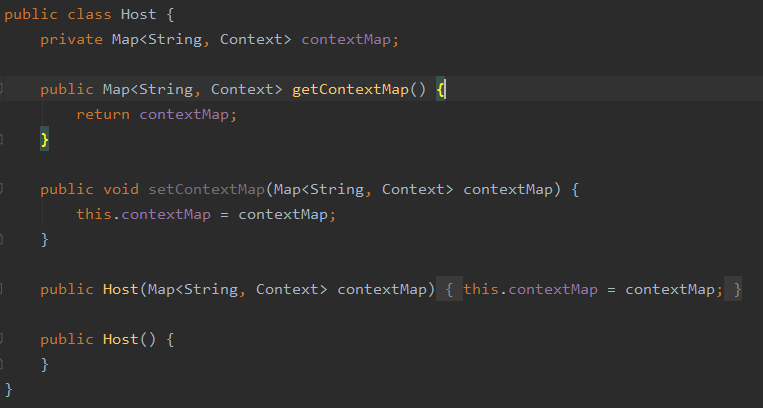 public class Host {
    private Map<String, Context> contextMap;
    public Map<String, Context> getContextMap() {
        return contextMap;
    }
    public void setContextMap(Map<String, Context> contextMap) {
        this.contextMap = contextMap;
    }
    public Host(Map<String, Context> contextMap) { this.contextMap = contextMap; }
    public Host() {
    }
}